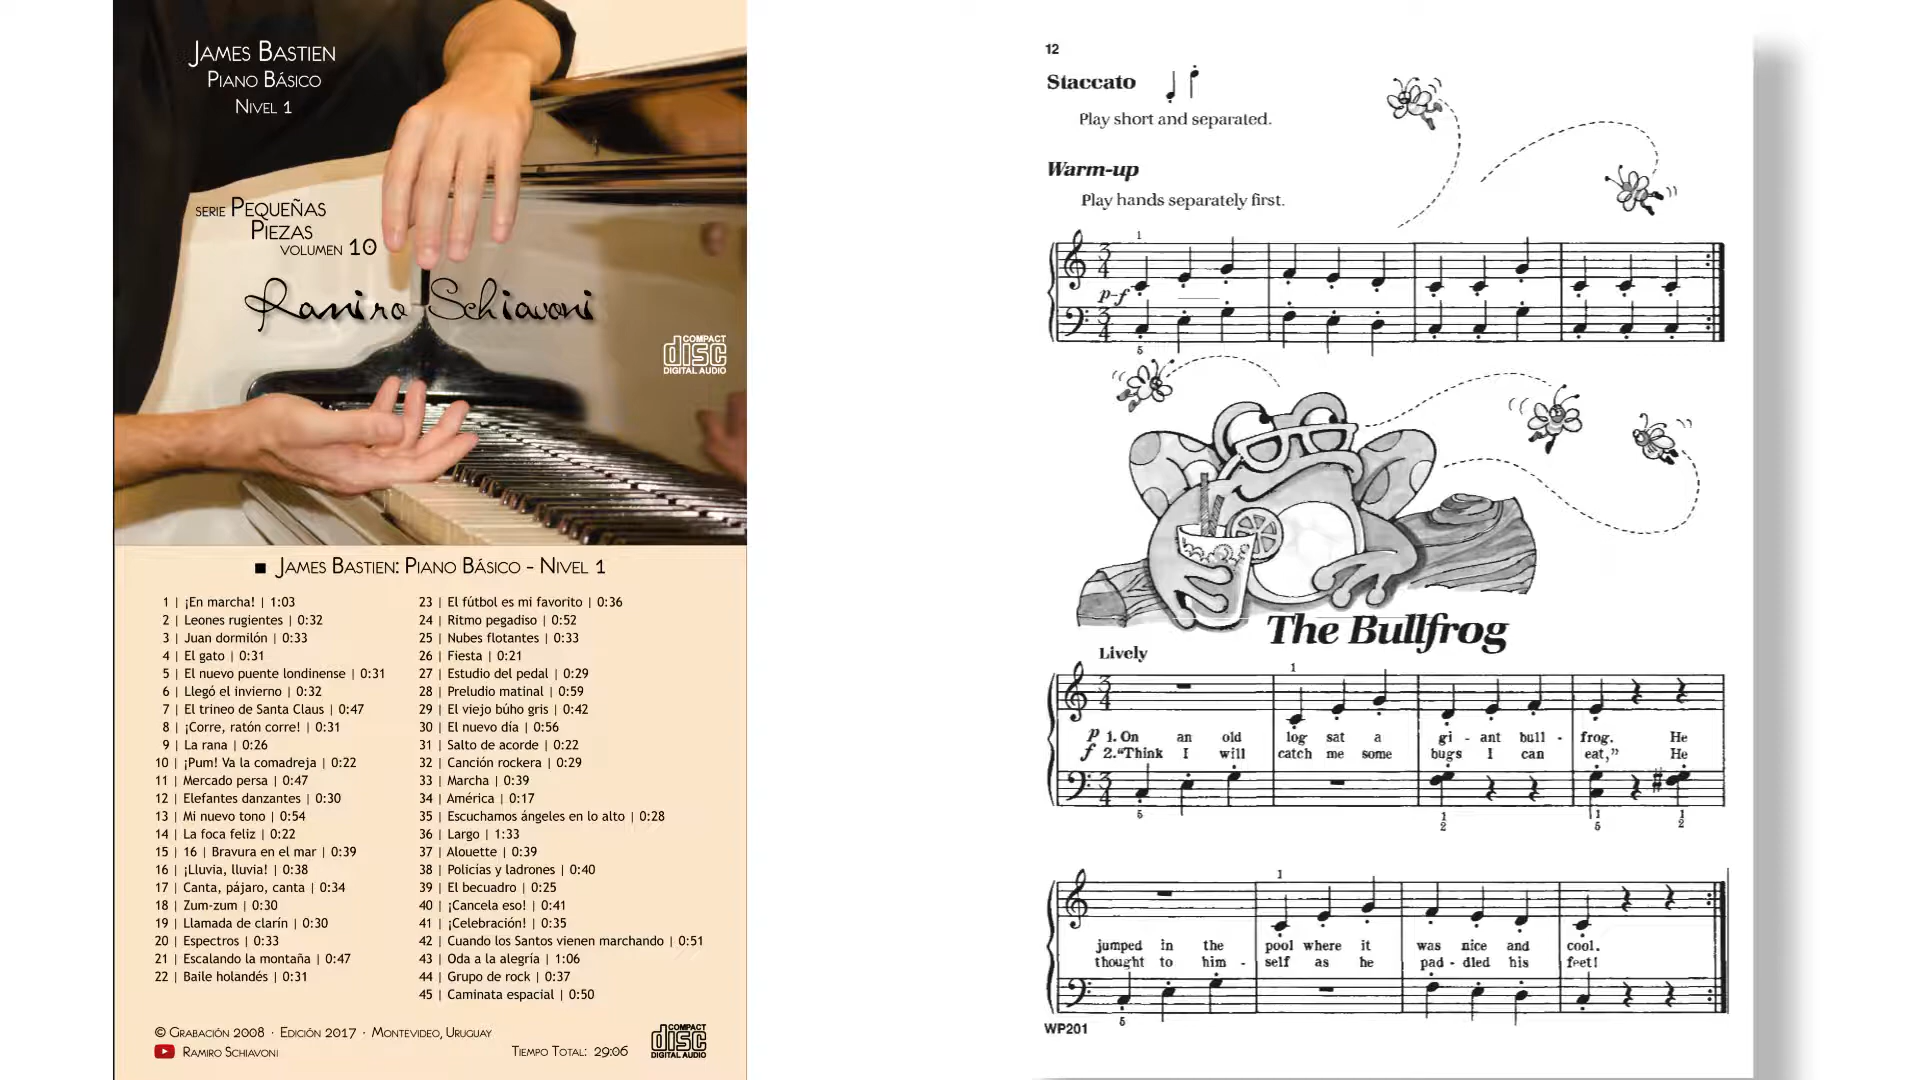 James Bastien
Piano Básico
Nivel 1
serie Pequeñas
Piezas
volumen 10
Ramiro Schiavoni
COMPACT
disc
DIGITAL AUDIO
■ James Bastien: Piano Básico - Nivel 1
1 | ¡En marcha! | 1:03
2 | Leones rugientes | 0:32
3 | Juan dormilón | 0:33
4 | El gato | 0:31
5 | El nuevo puente londinense | 0:31
6 | Llegó el invierno | 0:32
7 | El trineo de Santa Claus | 0:47
8 | ¡Corre, ratón corre! | 0:31
9 | La rana | 0:26
10 | ¡Pum! Va la comadreja | 0:22
11 | Mercado persa | 0:47
12 | Elefantes danzantes | 0:30
13 | Mi nuevo tono | 0:54
14 | La foca feliz | 0:22
15 | 16 | Bravura en el mar | 0:39
16 | ¡Lluvia, lluvia! | 0:38
17 | Canta, pájaro, canta | 0:34
18 | Zum-zum | 0:30
19 | Llamada de clarín | 0:30
20 | Espectros | 0:33
21 | Escalando la montaña | 0:47
22 | Baile holandés | 0:31
23 | El fútbol es mi favorito | 0:36
24 | Ritmo pegadiso | 0:52
25 | Nubes flotantes | 0:33
26 | Fiesta | 0:21
27 | Estudio del pedal | 0:29
28 | Preludio matinal | 0:59
29 | El viejo búho gris | 0:42
30 | El nuevo día | 0:56
31 | Salto de acorde | 0:22
32 | Canción rockera | 0:29
33 | Marcha | 0:39
34 | América | 0:17
35 | Escuchamos ángeles en lo alto | 0:28
36 | Largo | 1:33
37 | Alouette | 0:39
38 | Policías y ladrones | 0:40
39 | El becuadro | 0:25
40 | ¡Cancela eso! | 0:41
41 | ¡Celebración! | 0:35
42 | Cuando los Santos vienen marchando | 0:51
43 | Oda a la alegría | 1:06
44 | Grupo de rock | 0:37
45 | Caminata espacial | 0:50
© Grabación 2008 · Edición 2017 · Montevideo, Uruguay
Ramiro Schiavoni
Tiempo Total: 29:06
COMPACT
disc
DIGITAL AUDIO
12
Staccato
Play short and separated.
Warm-up
Play hands separately first.
1
3
4
p-f
3
4
5
The Bullfrog
Lively
1
3
4
p 1. On an old log sat a gi - ant bull - frog. He
f 2. “Think I will catch me some bugs I can eat,” He
3
4
5 1 2 1 5 1 2
1
jumped in the pool where it was nice and cool.
thought to him - self as he pad - dled his feet!
5
WP201